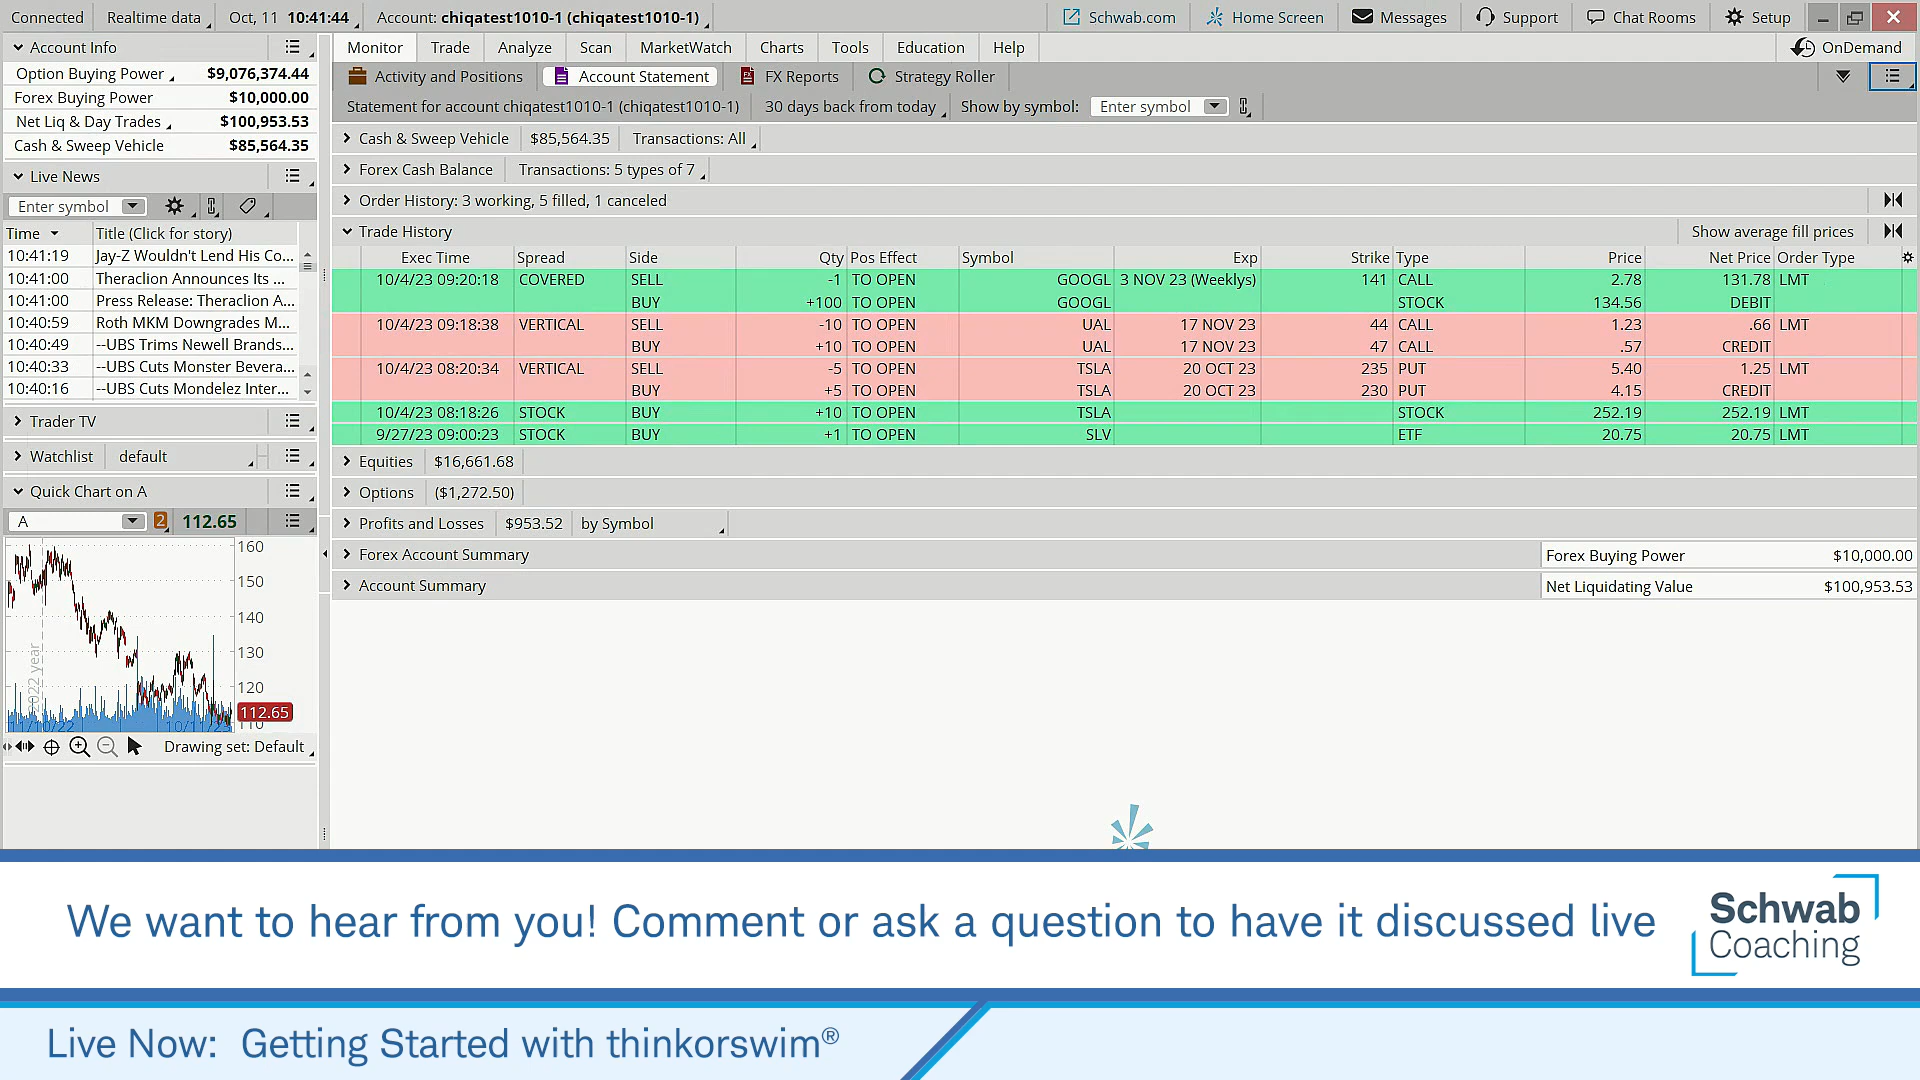 Connected Realtime data Oct, 11 10:41:44 Account: chiqatest1010-1 (chiqatest1010-1) Schwab.com Home Screen Messages Support Chat Rooms Setup
Account Info
Option Buying Power $9,076,374.44
Forex Buying Power $10,000.00
Net Liq & Day Trades $100,953.53
Cash & Sweep Vehicle $85,564.35
Live News
Enter symbol
Time Title (Click for story)
10:41:19 Jay-Z Wouldn't Lend His Co...
10:41:00 Theraclion Announces Its ...
10:41:00 Press Release: Theraclion A...
10:40:59 Roth MKM Downgrades M...
10:40:49 --UBS Trims Newell Brands...
10:40:33 --UBS Cuts Monster Bevera...
10:40:16 --UBS Cuts Mondelez Inter...
Trader TV
Watchlist default
Quick Chart on A
A 2 112.65
160
150
140
130
120
112.65
110
2022 year
11/10/22 10/11/23
Drawing set: Default
Monitor Trade Analyze Scan MarketWatch Charts Tools Education Help OnDemand
Activity and Positions Account Statement FX Reports Strategy Roller
Statement for account chiqatest1010-1 (chiqatest1010-1) 30 days back from today Show by symbol: Enter symbol
Cash & Sweep Vehicle $85,564.35 Transactions: All
Forex Cash Balance Transactions: 5 types of 7
Order History: 3 working, 5 filled, 1 canceled
Trade History Show average fill prices
Exec Time Spread Side Qty Pos Effect Symbol Exp Strike Type Price Net Price Order Type
10/4/23 09:20:18 COVERED SELL -1 TO OPEN GOOGL 3 NOV 23 (Weeklys) 141 CALL 2.78 131.78 LMT
BUY +100 TO OPEN GOOGL STOCK 134.56 DEBIT
10/4/23 09:18:38 VERTICAL SELL -10 TO OPEN UAL 17 NOV 23 44 CALL 1.23 .66 LMT
BUY +10 TO OPEN UAL 17 NOV 23 47 CALL .57 CREDIT
10/4/23 08:20:34 VERTICAL SELL -5 TO OPEN TSLA 20 OCT 23 235 PUT 5.40 1.25 LMT
BUY +5 TO OPEN TSLA 20 OCT 23 230 PUT 4.15 CREDIT
10/4/23 08:18:26 STOCK BUY +10 TO OPEN TSLA STOCK 252.19 252.19 LMT
9/27/23 09:00:23 STOCK BUY +1 TO OPEN SLV ETF 20.75 20.75 LMT
Equities $16,661.68
Options ($1,272.50)
Profits and Losses $953.52 by Symbol
Forex Account Summary Forex Buying Power $10,000.00
Account Summary Net Liquidating Value $100,953.53
We want to hear from you! Comment or ask a question to have it discussed live
Schwab
Coaching
Live Now: Getting Started with thinkorswim®